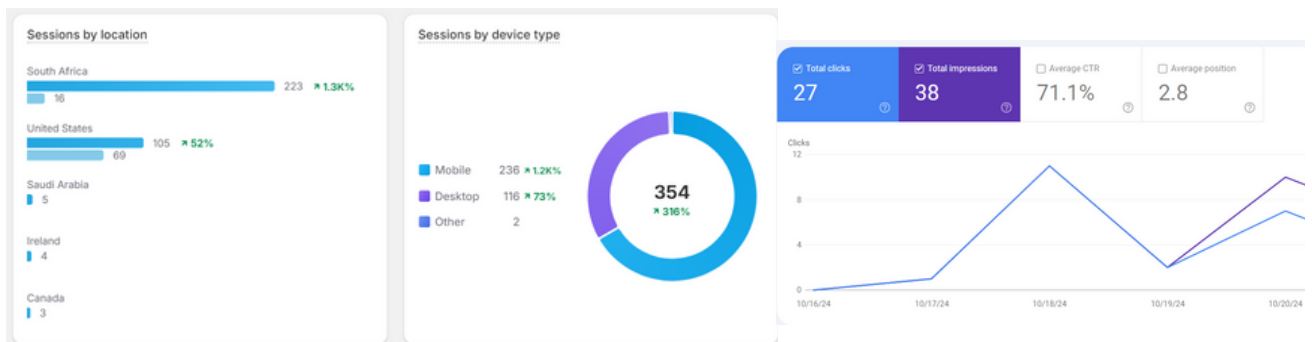 Sessions by location
South Africa
223 ↗ 1.3K%
16
United States
105 ↗ 52%
69
Saudi Arabia
5
Ireland
4
Canada
3
Sessions by device type
Mobile 236 ↗ 1.2K%
Desktop 116 ↗ 73%
Other 2
354
↗ 316%
Total clicks
27
Total impressions
38
Average CTR
71.1%
Average position
2.8
Clicks
12
8
4
0
10/16/24 10/17/24 10/18/24 10/19/24 10/20/24